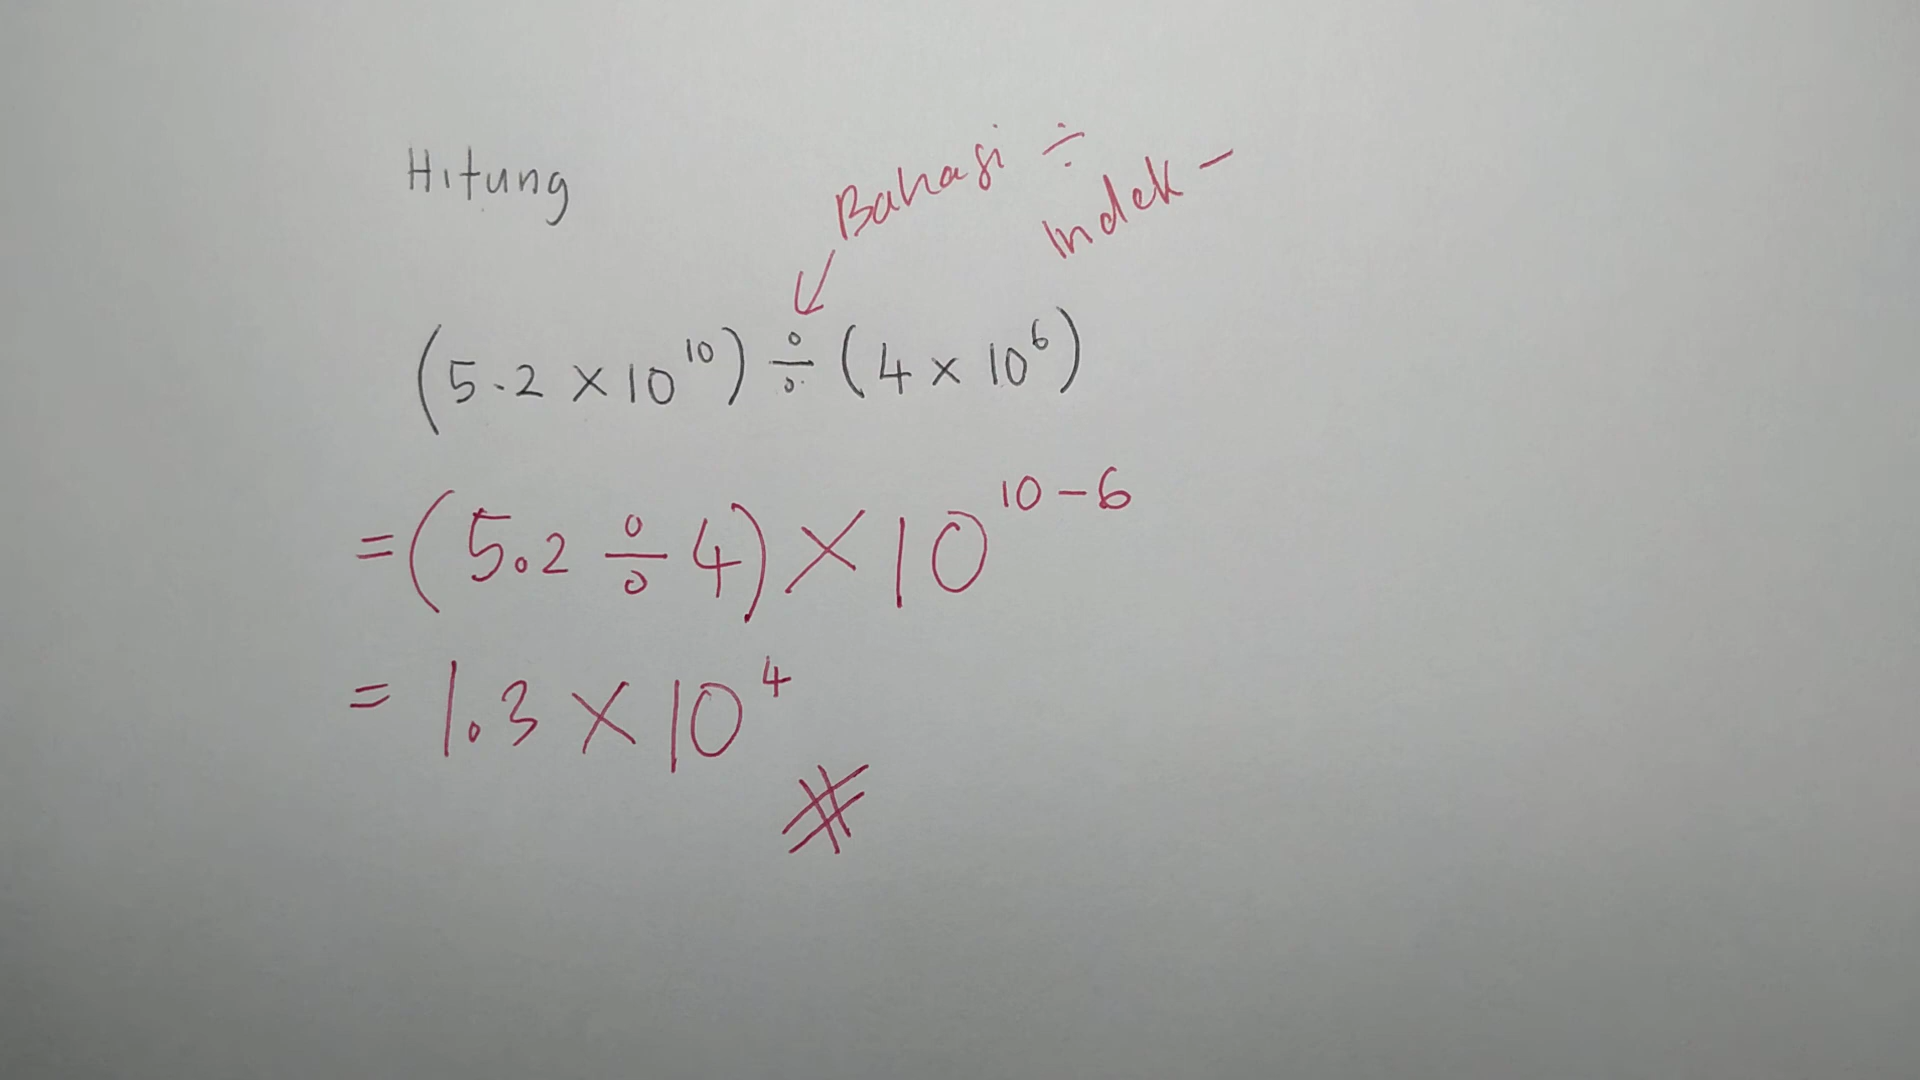 Hitung
Bahagi ÷
Indek -
(5.2 × 10¹⁰) ÷ (4 × 10⁶)
= (5.2 ÷ 4) × 10¹⁰⁻⁶
= 1.3 × 10⁴
#